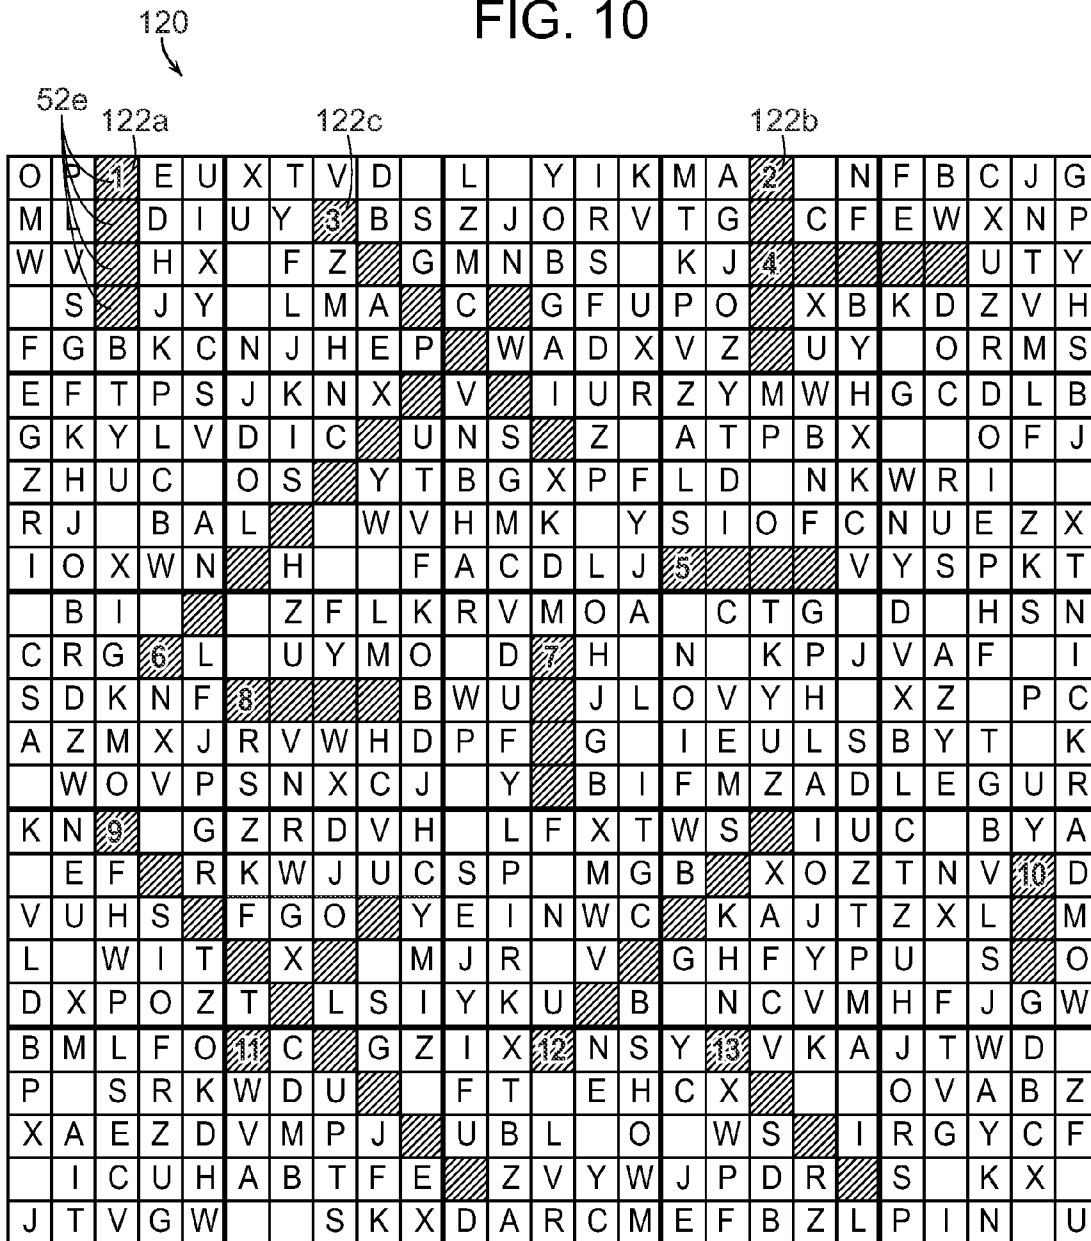 FIG. 10
120
52e 122a 122c 122b
O P 1 E U X T V D L Y I K M A 2 N F B C J G
M L D I U Y 3 B S Z J O R V T G C F E W X N P
W V H X F Z G M N B S K J 4 U T Y
S J Y L M A C G F U P O X B K D Z V H
F G B K C N J H E P W A D X V Z U Y O R M S
E F T P S J K N X V I U R Z Y M W H G C D L B
G K Y L V D I C U N S Z A T P B X O F J
Z H U C O S Y T B G X P F L D N K W R I
R J B A L W V H M K Y S I O F C N U E Z X
I O X W N H F A C D L J 5 V Y S P K T
B I Z F L K R V M O A C T G D H S N
C R G 6 L U Y M O D 7 H N K P J V A F I
S D K N F 8 B W U J L O V Y H X Z P C
A Z M X J R V W H D P F G I E U L S B Y T K
W O V P S N X C J Y B I F M Z A D L E G U R
K N 9 G Z R D V H L F X T W S I U C B Y A
E F R K W J U C S P M G B X O Z T N V 10 D
V U H S F G O Y E I N W C K A J T Z X L M
L W I T X M J R V G H F Y P U S O
D X P O Z T L S I Y K U B N C V M H F J G W
B M L F O 11 C G Z I X 12 N S Y 13 V K A J T W D
P S R K W D U F T E H C X O V A B Z
X A E Z D V M P J U B L O W S I R G Y C F
I C U H A B T F E Z V Y W J P D R S K X
J T V G W S K X D A R C M E F B Z L P I N U